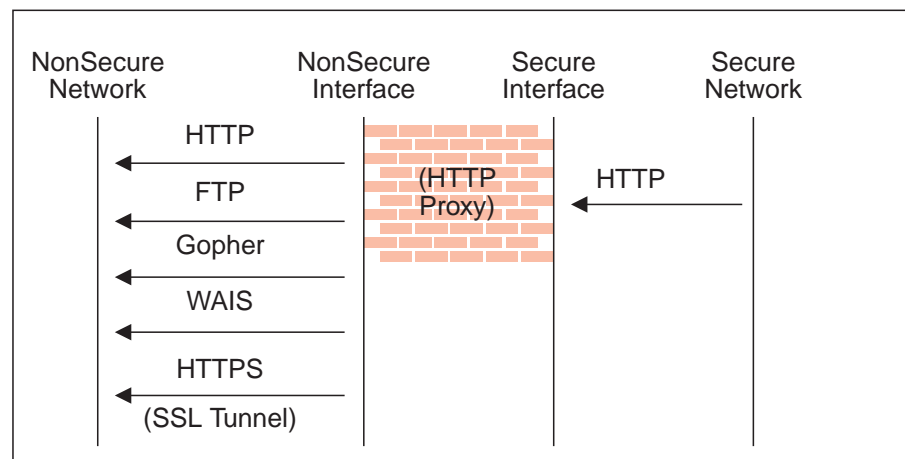 NonSecure
Network
NonSecure
Interface
Secure
Interface
Secure
Network
HTTP
FTP
Gopher
WAIS
HTTPS
(SSL Tunnel)
(HTTP
Proxy)
HTTP